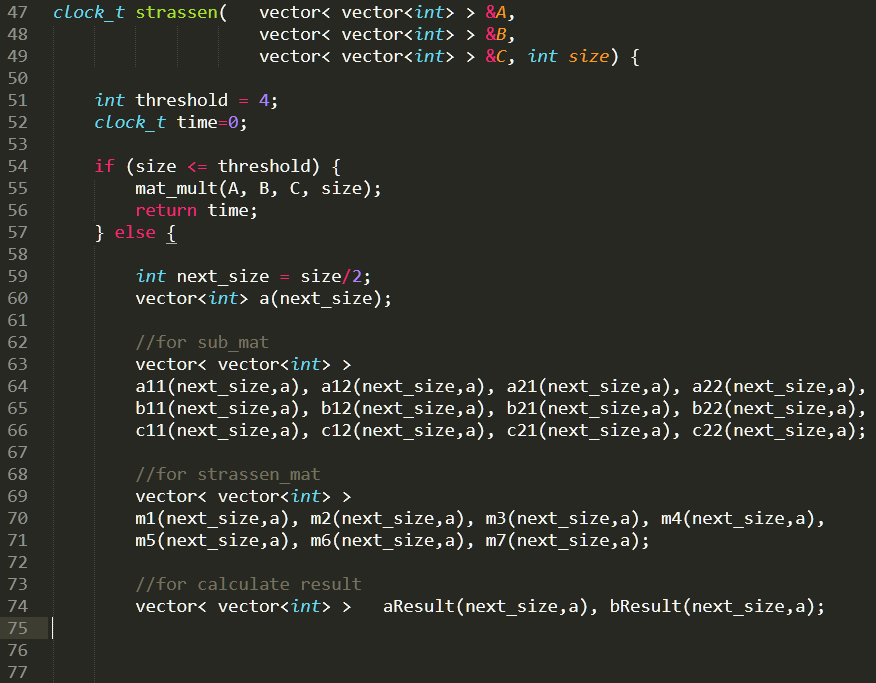 47 clock_t strassen(   vector< vector<int> > &A,
48                     vector< vector<int> > &B,
49                     vector< vector<int> > &C, int size) {
50
51     int threshold = 4;
52     clock_t time=0;
53
54     if (size <= threshold) {
55         mat_mult(A, B, C, size);
56         return time;
57     } else {
58
59         int next_size = size/2;
60         vector<int> a(next_size);
61
62         //for sub_mat
63         vector< vector<int> >
64         a11(next_size,a), a12(next_size,a), a21(next_size,a), a22(next_size,a),
65         b11(next_size,a), b12(next_size,a), b21(next_size,a), b22(next_size,a),
66         c11(next_size,a), c12(next_size,a), c21(next_size,a), c22(next_size,a);
67
68         //for strassen_mat
69         vector< vector<int> >
70         m1(next_size,a), m2(next_size,a), m3(next_size,a), m4(next_size,a),
71         m5(next_size,a), m6(next_size,a), m7(next_size,a);
72
73         //for calculate result
74         vector< vector<int> >   aResult(next_size,a), bResult(next_size,a);
75
76
77